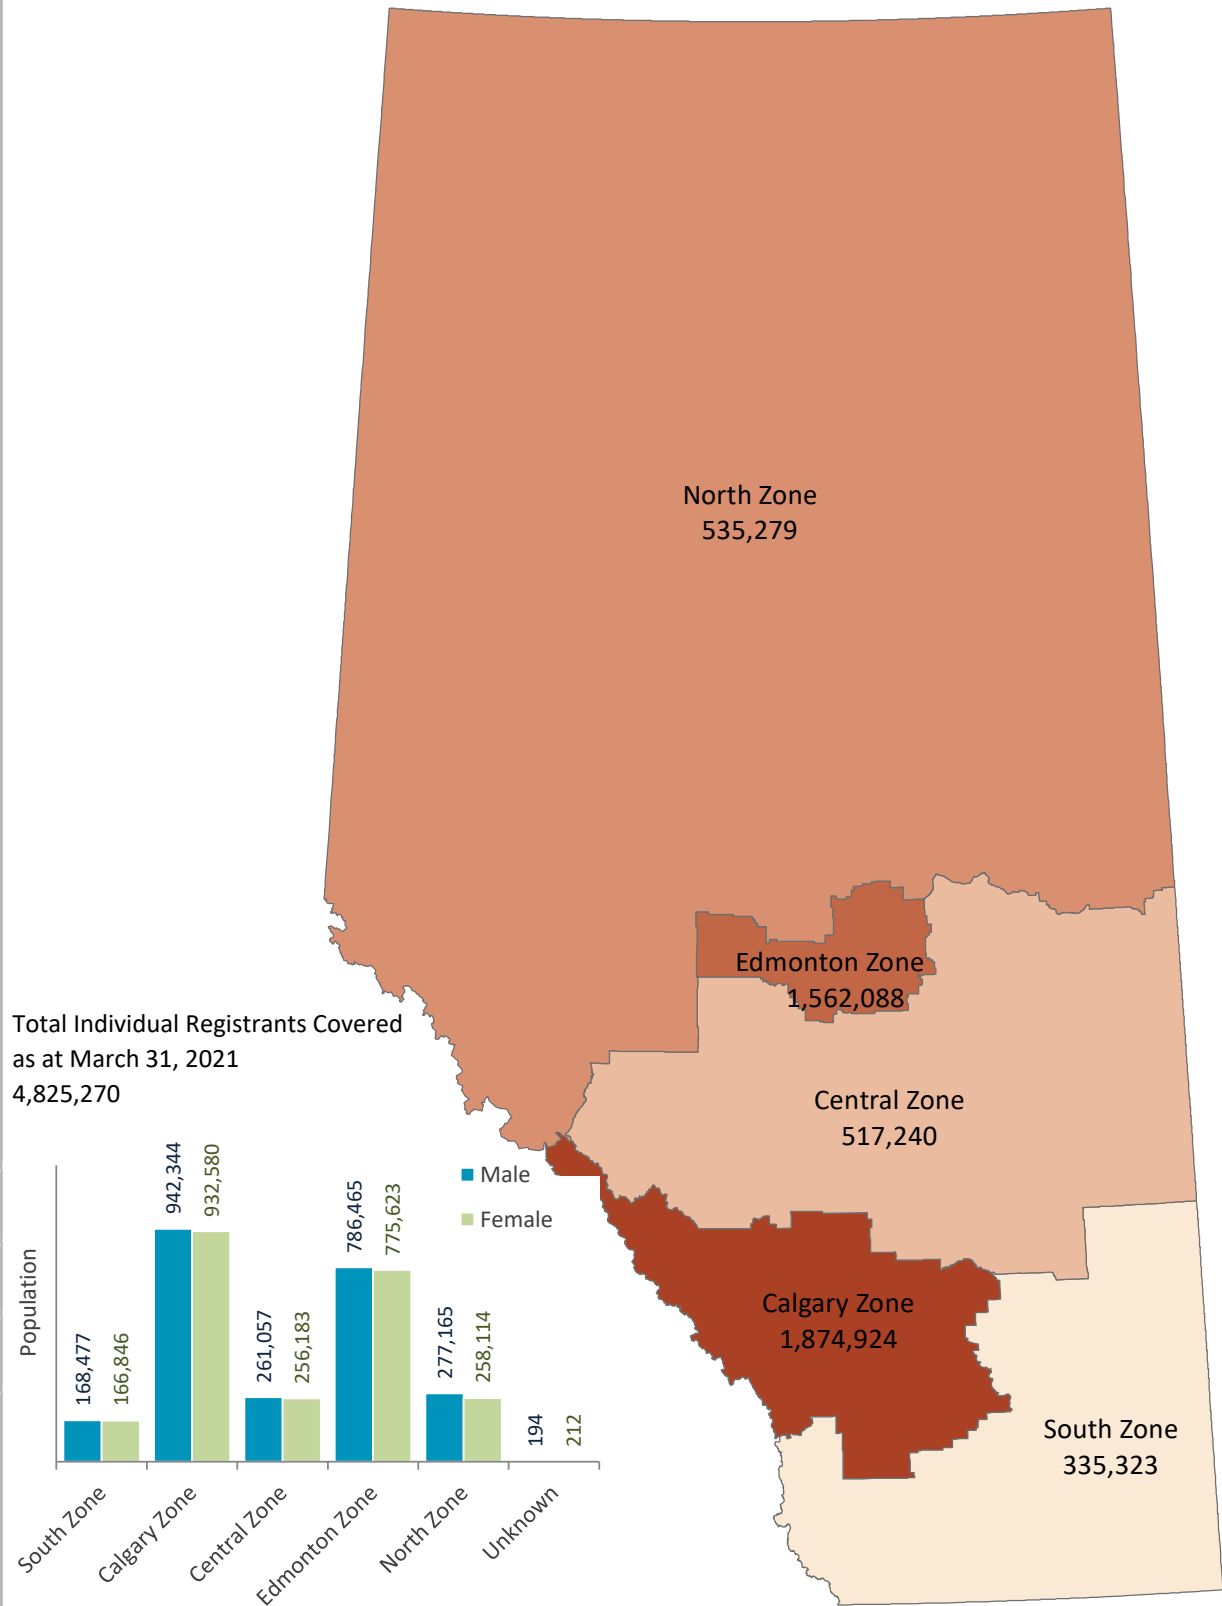 North Zone
535,279
Edmonton Zone
1,562,088
Total Individual Registrants Covered
as at March 31, 2021
4,825,270
Central Zone
517,240
Calgary Zone
1,874,924
South Zone
335,323
Male
Female
Population
168,477
166,846
942,344
932,580
261,057
256,183
786,465
775,623
277,165
258,114
194
212
South Zone
Calgary Zone
Central Zone
Edmonton Zone
North Zone
Unknown